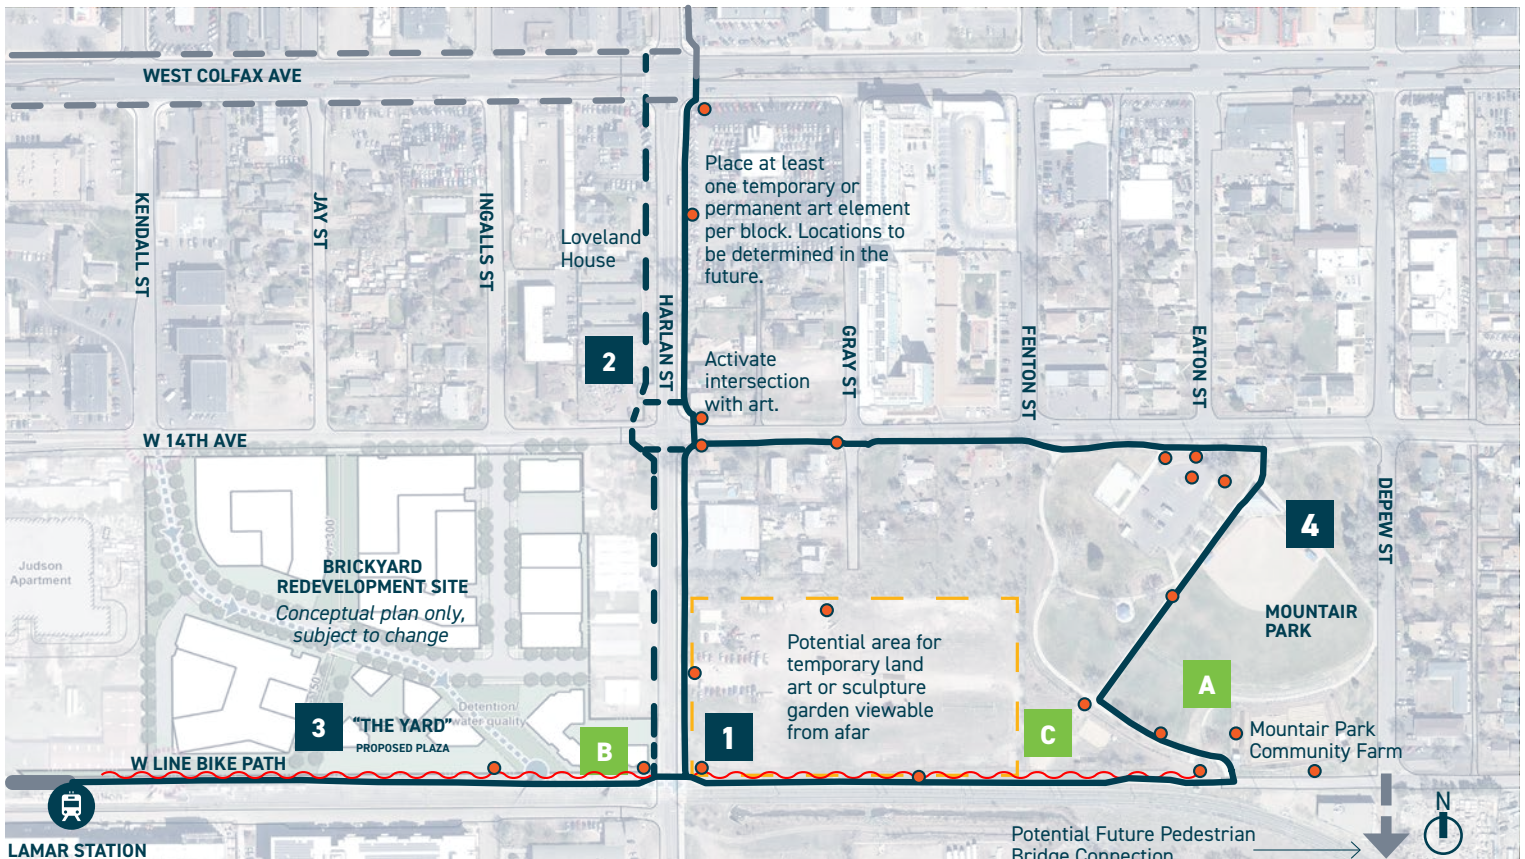 WEST COLFAX AVE
KENDALL ST
JAY ST
INGALLS ST
Loveland
House
HARLAN ST
Place at least
one temporary or
permanent art element
per block. Locations to
be determined in the
future.
2
Activate
intersection
with art.
GRAY ST
FENTON ST
EATON ST
W 14TH AVE
DEPEW ST
4
300'
Judson
Apartment
BRICKYARD
REDEVELOPMENT SITE
Conceptual plan only,
subject to change
MOUNTAIR
PARK
Potential area for
temporary land
art or sculpture
garden viewable
from afar
150'
3
"THE YARD"
PROPOSED PLAZA
Detention/
water quality
B
1
C
A
Mountair Park
Community Farm
W LINE BIKE PATH
N
LAMAR STATION
Potential Future Pedestrian
Bridge Connection